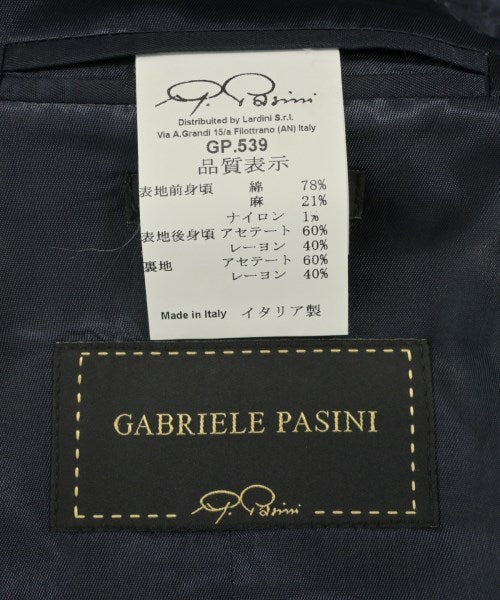 G. Pasini
Distribuited by Lardini S.r.l.
Via A.Grandi 15/a Filottrano (AN) Italy
GP.539
品質表示
表地前身頃 綿 78%
麻 21%
ナイロン 1%
表地後身頃 アセテート 60%
レーヨン 40%
裏地 アセテート 60%
レーヨン 40%
Made in Italy イタリア製
GABRIELE PASINI
G. Pasini